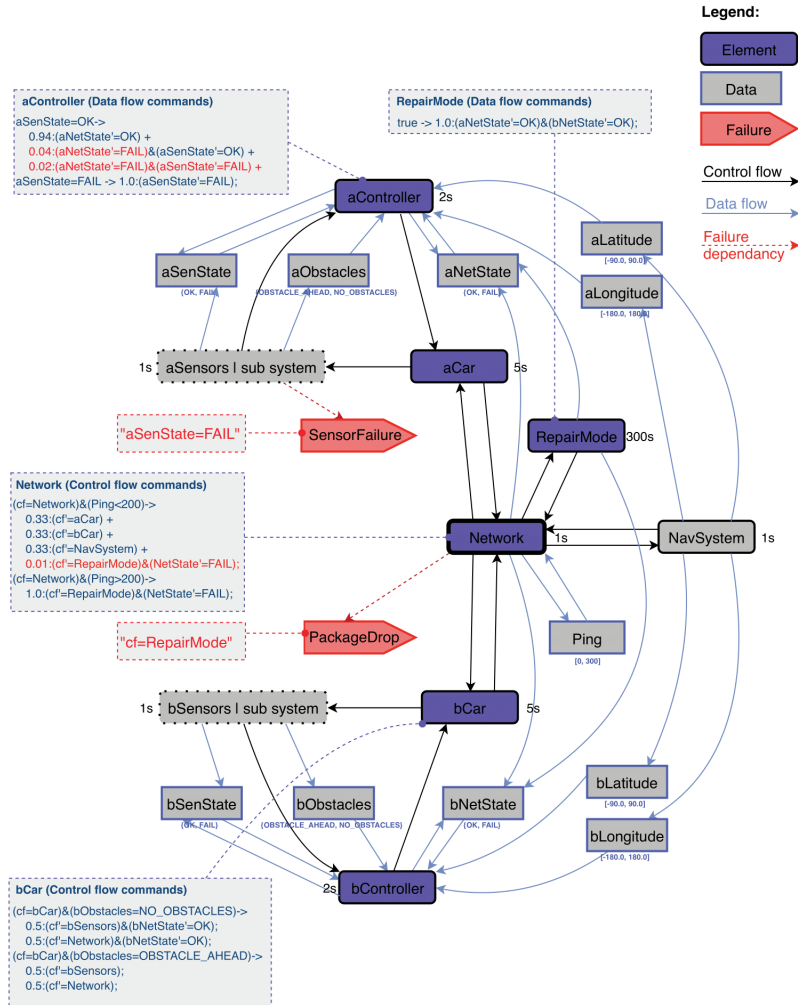 Legend:
Element
Data
Failure
Control flow
Data flow
Failure
dependancy
aController (Data flow commands)
aSenState=OK->
0.94:(aNetState'=OK) +
0.04:(aNetState'=FAIL)&(aSenState'=OK) +
0.02:(aNetState'=FAIL)&(aSenState'=FAIL) +
aSenState=FAIL -> 1.0:(aSenState'=FAIL);
RepairMode (Data flow commands)
true -> 1.0:(aNetState'=OK)&(bNetState'=OK);
aController
2s
aSenState
(OK, FAIL)
aObstacles
(OBSTACLE_AHEAD, NO_OBSTACLES)
aNetState
(OK, FAIL)
aLatitude
[-90.0, 90.0]
aLongitude
[-180.0, 180.0]
1s
aSensors | sub system
aCar
5s
"aSenState=FAIL"
SensorFailure
RepairMode
300s
Network (Control flow commands)
(cf=Network)&(Ping<200)->
0.33:(cf'=aCar) +
0.33:(cf'=bCar) +
0.33:(cf'=NavSystem) +
0.01:(cf'=RepairMode)&(NetState'=FAIL);
(cf=Network)&(Ping>200)->
1.0:(cf'=RepairMode)&(NetState'=FAIL);
Network
1s
NavSystem
1s
"cf=RepairMode"
PackageDrop
Ping
[0, 300]
1s
bSensors | sub system
bCar
5s
bSenState
(OK, FAIL)
bObstacles
(OBSTACLE_AHEAD, NO_OBSTACLES)
bNetState
(OK, FAIL)
bLatitude
[-90.0, 90.0]
bLongitude
[-180.0, 180.0]
2s
bController
bCar (Control flow commands)
(cf=bCar)&(bObstacles=NO_OBSTACLES)->
0.5:(cf'=bSensors)&(bNetState'=OK);
0.5:(cf'=Network)&(bNetState'=OK);
(cf=bCar)&(bObstacles=OBSTACLE_AHEAD)->
0.5:(cf'=bSensors);
0.5:(cf'=Network);